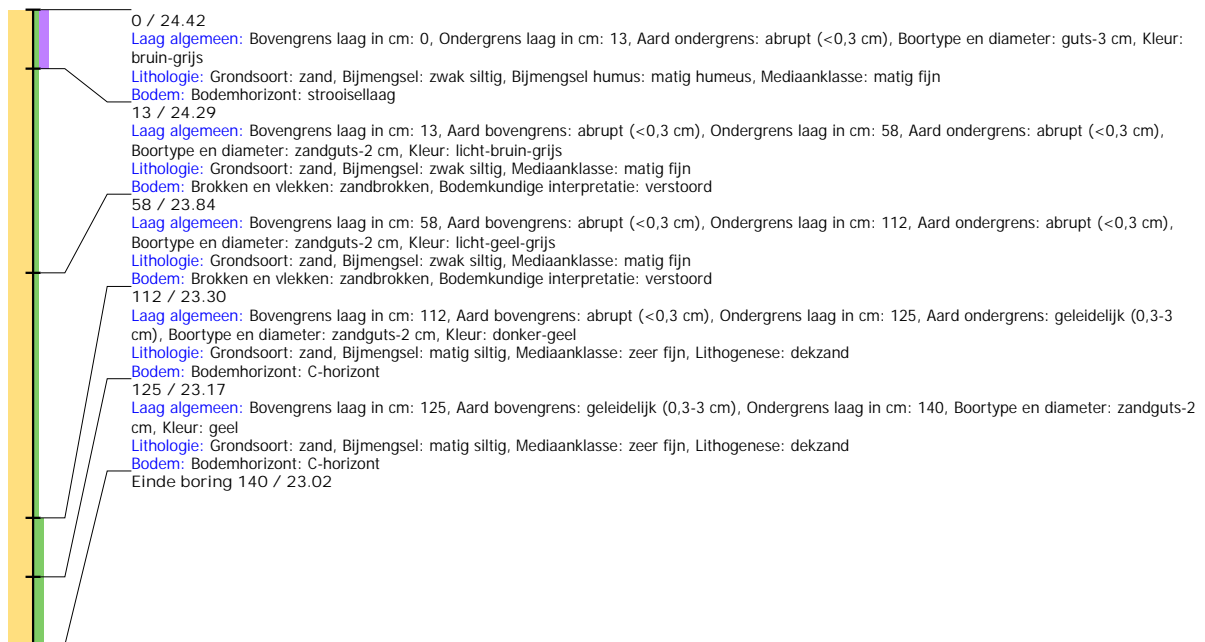 0 / 24.42
Laag algemeen: Bovengrens laag in cm: 0, Ondergrens laag in cm: 13, Aard ondergrens: abrupt (<0,3 cm), Boortype en diameter: guts-3 cm, Kleur:
bruin-grijs
Lithologie: Grondsoort: zand, Bijmengsel: zwak siltig, Bijmengsel humus: matig humeus, Mediaanklasse: matig fijn
Bodem: Bodemhorizont: strooisellaag
13 / 24.29
Laag algemeen: Bovengrens laag in cm: 13, Aard bovengrens: abrupt (<0,3 cm), Ondergrens laag in cm: 58, Aard ondergrens: abrupt (<0,3 cm),
Boortype en diameter: zandguts-2 cm, Kleur: licht-bruin-grijs
Lithologie: Grondsoort: zand, Bijmengsel: zwak siltig, Mediaanklasse: matig fijn
Bodem: Brokken en vlekken: zandbrokken, Bodemkundige interpretatie: verstoord
58 / 23.84
Laag algemeen: Bovengrens laag in cm: 58, Aard bovengrens: abrupt (<0,3 cm), Ondergrens laag in cm: 112, Aard ondergrens: abrupt (<0,3 cm),
Boortype en diameter: zandguts-2 cm, Kleur: licht-geel-grijs
Lithologie: Grondsoort: zand, Bijmengsel: zwak siltig, Mediaanklasse: matig fijn
Bodem: Brokken en vlekken: zandbrokken, Bodemkundige interpretatie: verstoord
112 / 23.30
Laag algemeen: Bovengrens laag in cm: 112, Aard bovengrens: abrupt (<0,3 cm), Ondergrens laag in cm: 125, Aard ondergrens: geleidelijk (0,3-3
cm), Boortype en diameter: zandguts-2 cm, Kleur: donker-geel
Lithologie: Grondsoort: zand, Bijmengsel: matig siltig, Mediaanklasse: zeer fijn, Lithogenese: dekzand
Bodem: Bodemhorizont: C-horizont
125 / 23.17
Laag algemeen: Bovengrens laag in cm: 125, Aard bovengrens: geleidelijk (0,3-3 cm), Ondergrens laag in cm: 140, Boortype en diameter: zandguts-2
cm, Kleur: geel
Lithologie: Grondsoort: zand, Bijmengsel: matig siltig, Mediaanklasse: zeer fijn, Lithogenese: dekzand
Bodem: Bodemhorizont: C-horizont
Einde boring 140 / 23.02